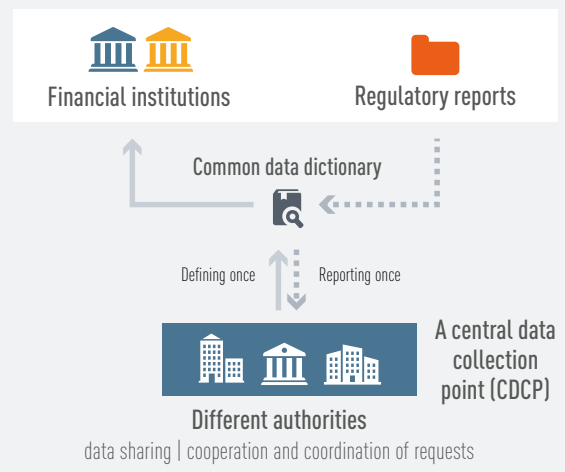 Financial institutions
Regulatory reports
Common data dictionary
Defining once
Reporting once
A central data
collection
point (CDCP)
Different authorities
data sharing | cooperation and coordination of requests